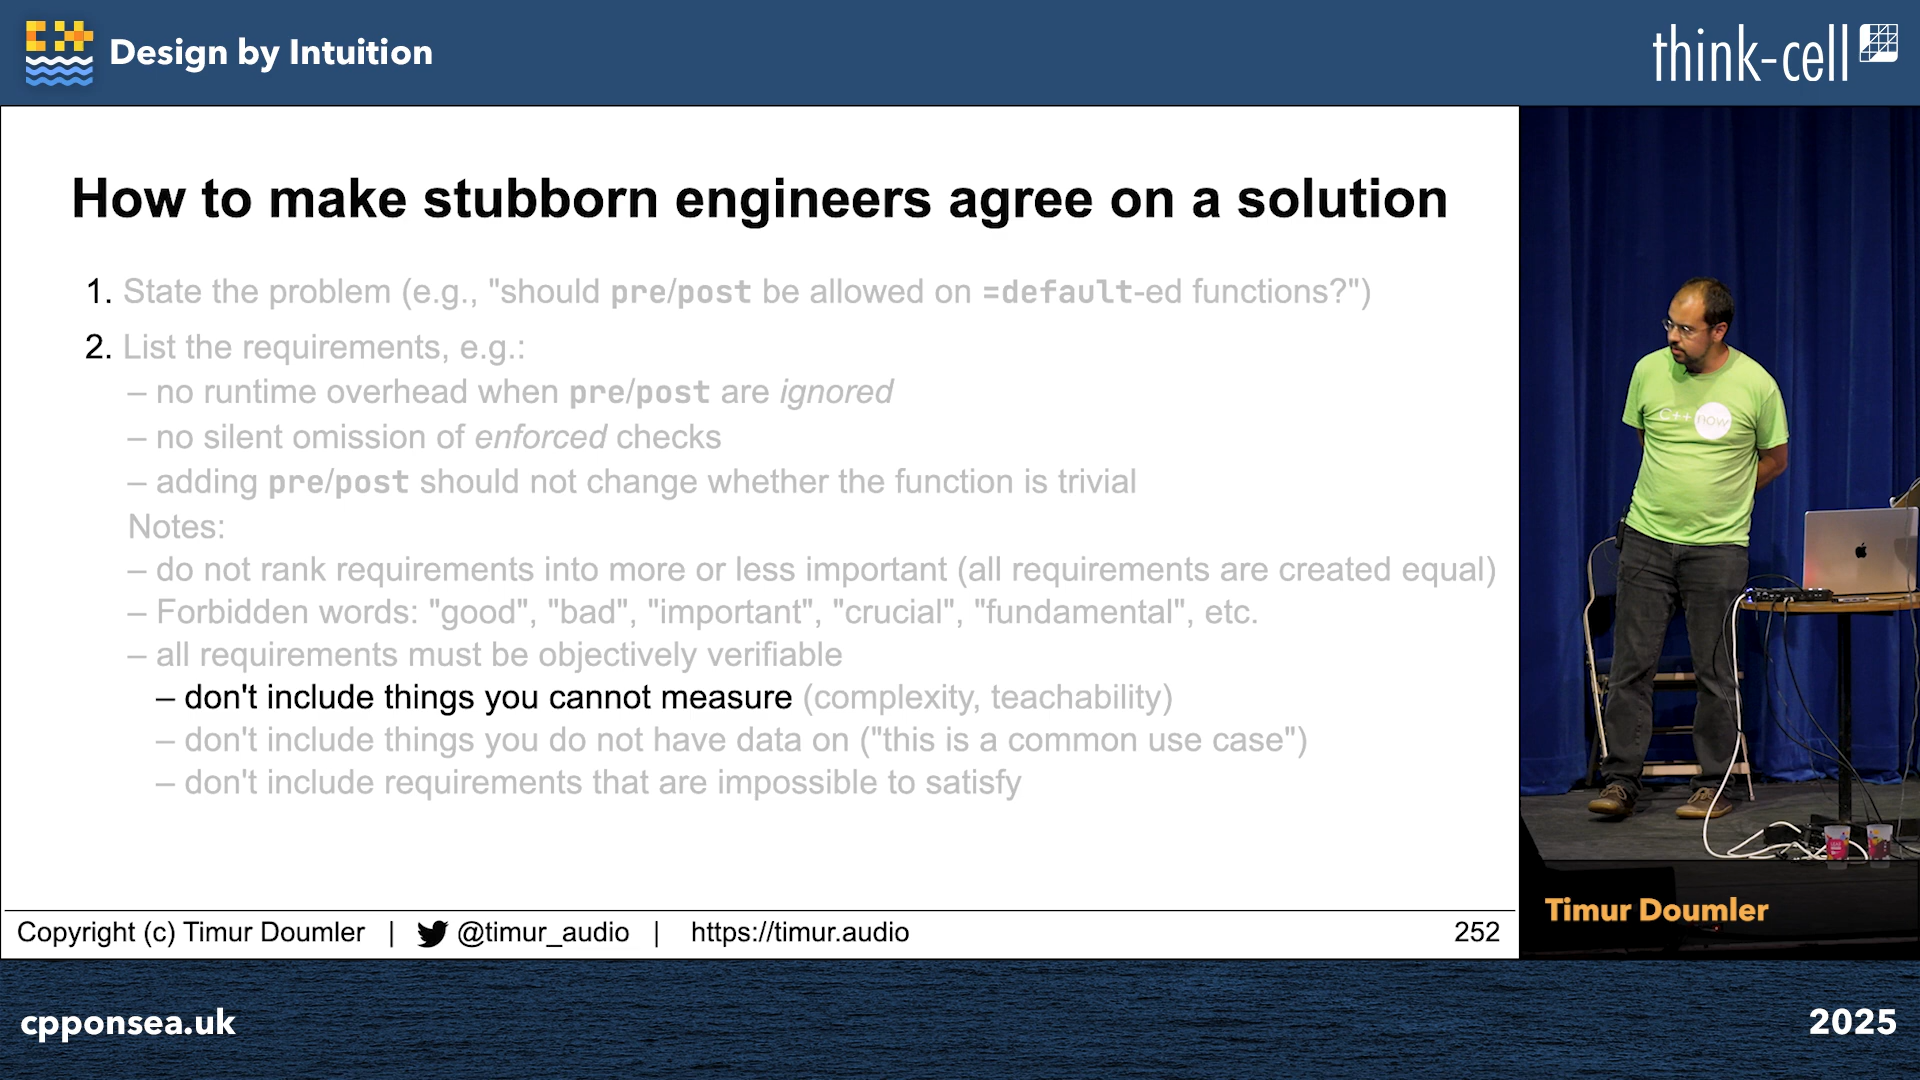 Design by Intuition
think-cell
How to make stubborn engineers agree on a solution
1. State the problem (e.g., "should pre/post be allowed on =default-ed functions?")
2. List the requirements, e.g.:
– no runtime overhead when pre/post are ignored
– no silent omission of enforced checks
– adding pre/post should not change whether the function is trivial
Notes:
– do not rank requirements into more or less important (all requirements are created equal)
– Forbidden words: "good", "bad", "important", "crucial", "fundamental", etc.
– all requirements must be objectively verifiable
– don't include things you cannot measure (complexity, teachability)
– don't include things you do not have data on ("this is a common use case")
– don't include requirements that are impossible to satisfy
Copyright (c) Timur Doumler | @timur_audio | https://timur.audio
252
C++ now
Timur Doumler
cpponsea.uk
2025